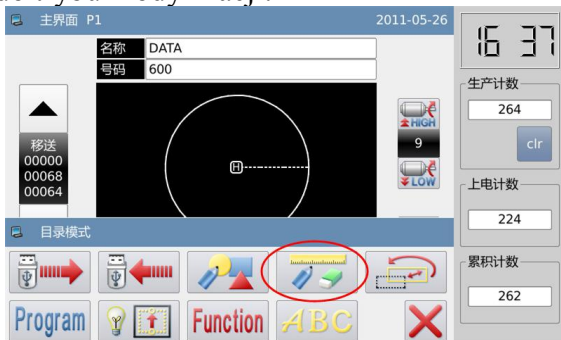 主界面 P1 2011-05-26
名称 DATA
号码 600
移送
00000
00068
00064
H
HIGH
9
LOW
目录模式
Program
Function
ABC
16 37
生产计数
264
clr
上电计数
224
累积计数
262